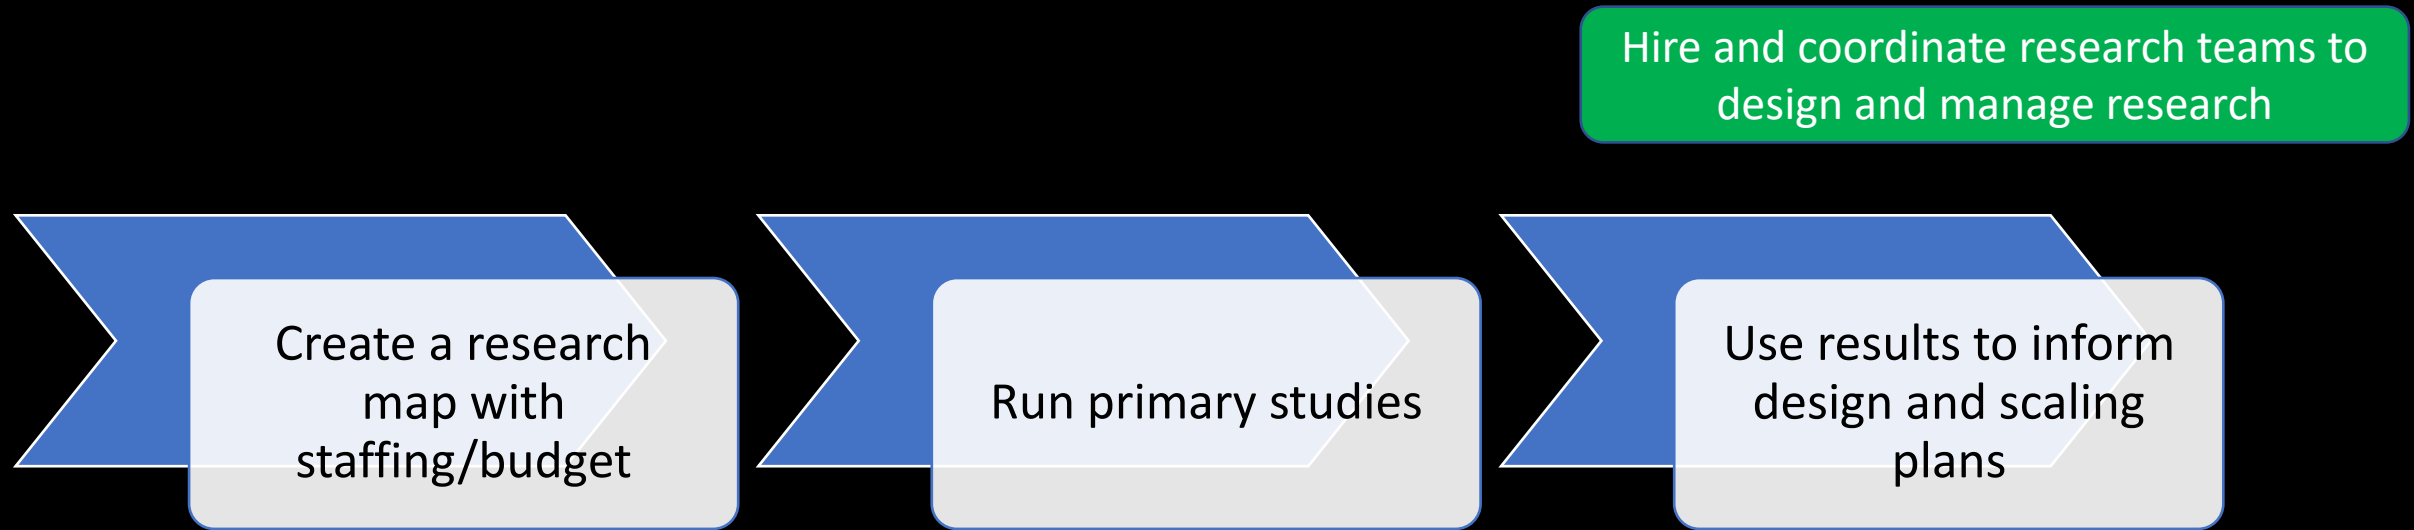 Hire and coordinate research teams to
design and manage research
Create a research
map with
staffing/budget
Run primary studies
Use results to inform
design and scaling
plans